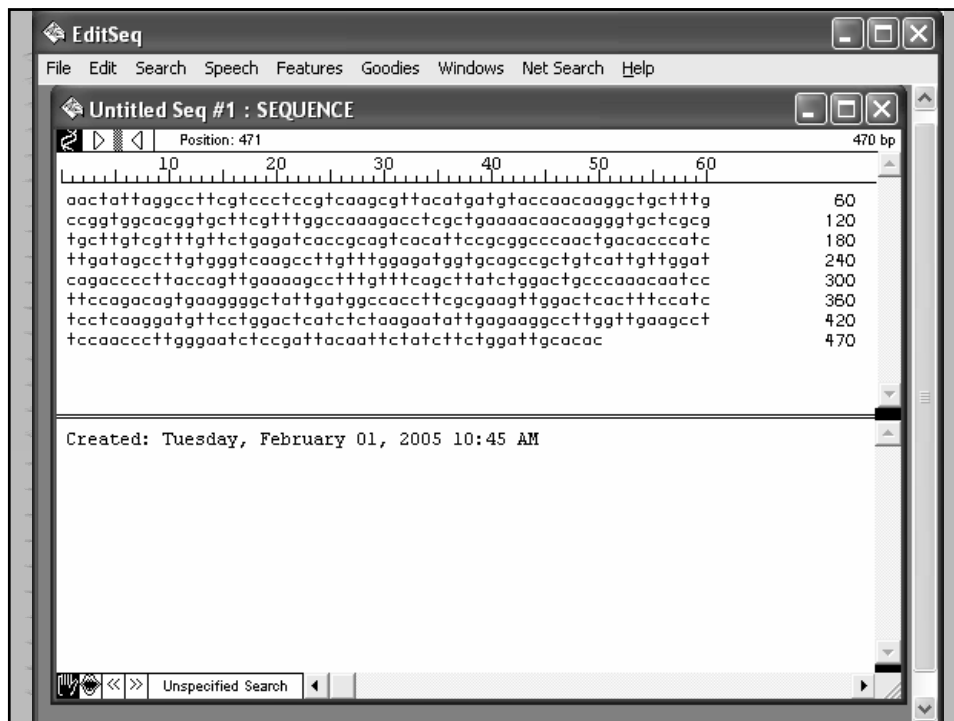 EditSeq
File Edit Search Speech Features Goodies Windows Net Search Help
Untitled Seq #1 : SEQUENCE
Position: 471 470 bp
10 20 30 40 50 60
aactattaggccttcgtccctccgtcaagcgttacatgatgtaccaacaaggctgctttg 60
ccggtggcacggtgcttcgtttggccaaagacctcgctgaaaacaacaagggtgctcgcg 120
tgcttgtcgtttgttctgagatcaccgcagtcacattccgcggcccaactgacacccatc 180
ttgatagccttgtgggtcaagccttgtttggagatggtgcagccgctgtcattgttggat 240
cagaccccttaccagttgaaaagcctttgtttcagcttatctggactgcccaaacaatcc 300
ttccagacagtgaaggggctattgatggccaccttcgcgaagttggactcactttccatc 360
tcctcaaggatgttcctggactcatctctaagaatattgagaaggccttggttgaagcct 420
tccaacccttgggaatctccgattacaattctatcttctggattgcacac 470
Created: Tuesday, February 01, 2005 10:45 AM
Unspecified Search